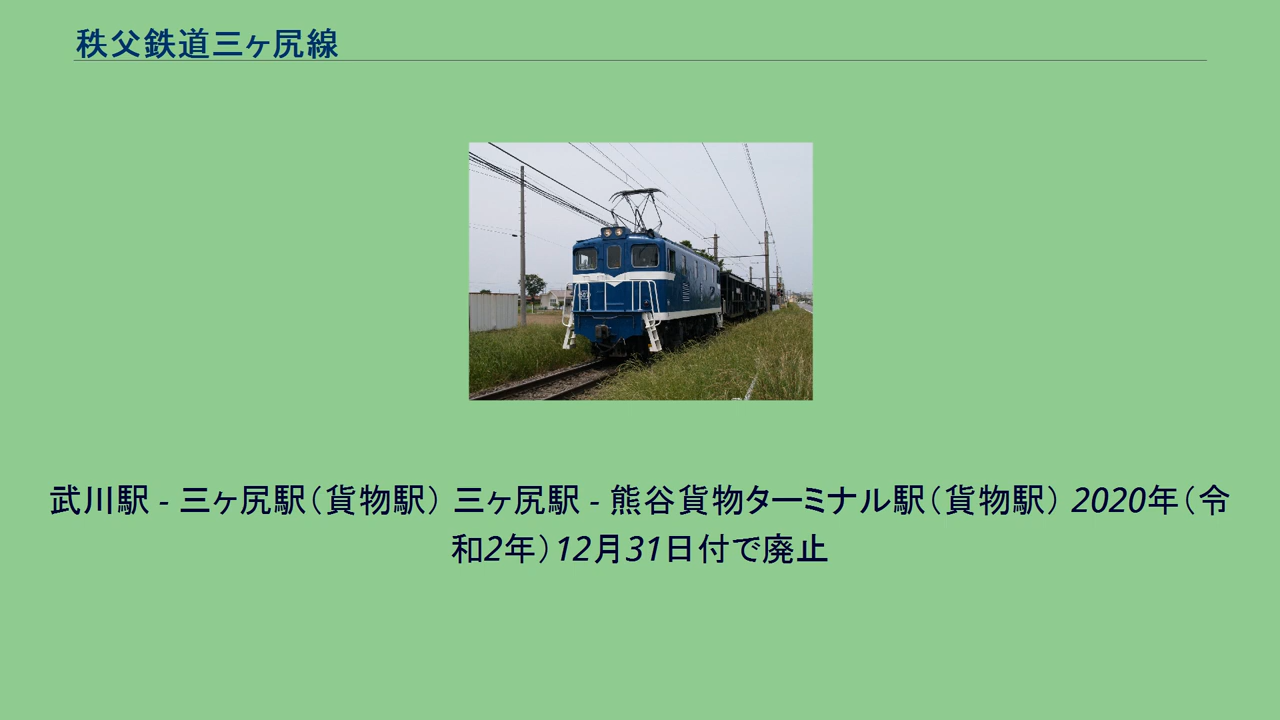 秩父鉄道三ヶ尻線
武川駅 - 三ヶ尻駅（貨物駅） 三ヶ尻駅 - 熊谷貨物ターミナル駅（貨物駅） 2020年（令
和2年）12月31日付で廃止